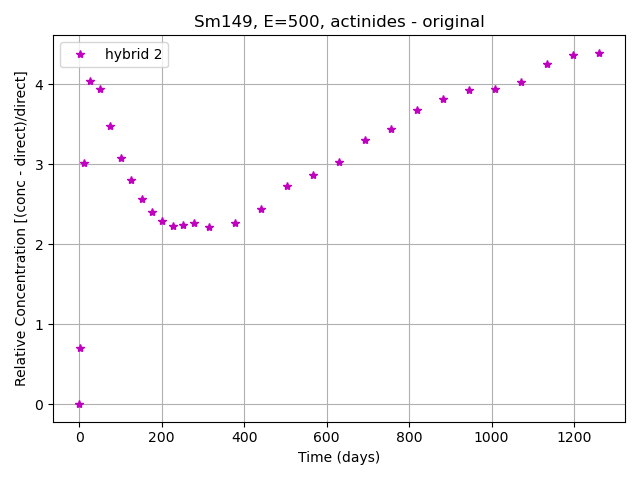 Sm149, E=500, actinides - original
hybrid 2
Relative Concentration [(conc - direct)/direct]
4
3
2
1
0
0 200 400 600 800 1000 1200
Time (days)